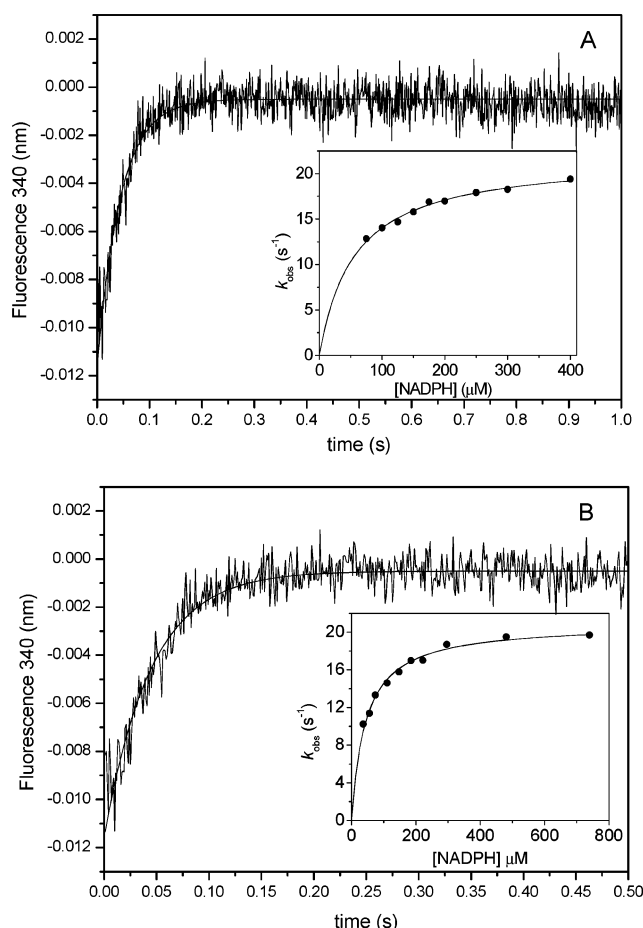 A
0.002
0.000
-0.002
-0.004
-0.006
-0.008
-0.010
-0.012
Fluorescence 340 (nm)
0.0 0.1 0.2 0.3 0.4 0.5 0.6 0.7 0.8 0.9 1.0
time (s)
20
15
10
5
0
kobs (s-1)
0 100 200 300 400
[NADPH] (μM)
B
0.002
0.000
-0.002
-0.004
-0.006
-0.008
-0.010
-0.012
Fluorescence 340 (nm)
0.00 0.05 0.10 0.15 0.20 0.25 0.30 0.35 0.40 0.45 0.50
time (s)
20
16
12
8
4
0
kobs (s-1)
0 200 400 600 800
[NADPH] μM